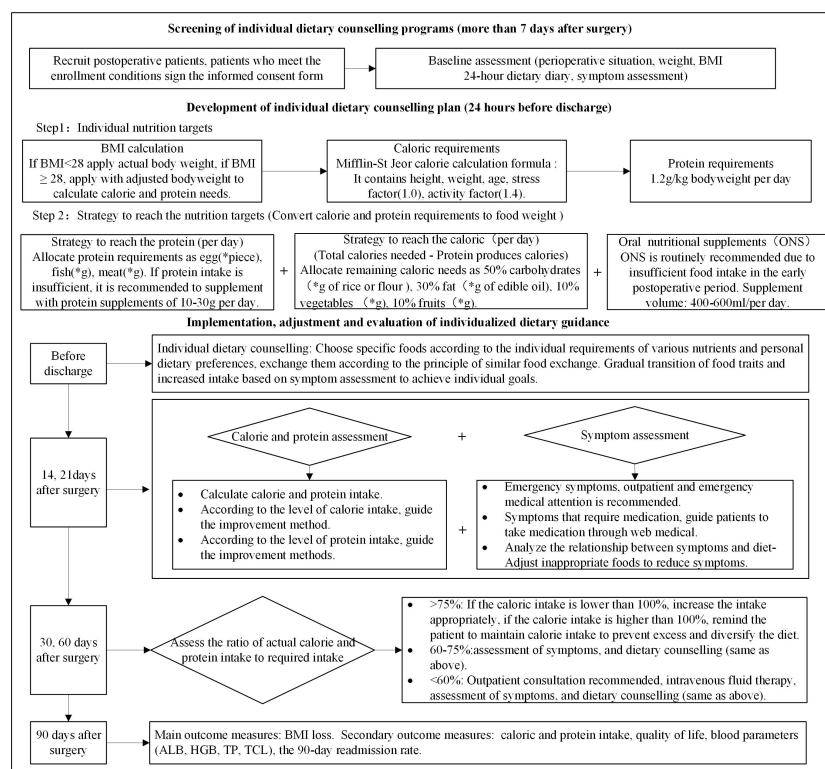 Screening of individual dietary counselling programs (more than 7 days after surgery)
Recruit postoperative patients, patients who meet the
enrollment conditions sign the informed consent form
Baseline assessment (perioperative situation, weight, BMI
24-hour dietary diary, symptom assessment)
Development of individual dietary counselling plan (24 hours before discharge)
Step1：Individual nutrition targets
BMI calculation
If BMI<28 apply actual body weight, if BMI
≥ 28, apply with adjusted bodyweight to
calculate calorie and protein needs.
Caloric requirements
Mifflin-St Jeor calorie calculation formula :
It contains height, weight, age, stress
factor(1.0), activity factor(1.4).
Protein requirements
1.2g/kg bodyweight per day
Step 2：Strategy to reach the nutrition targets (Convert calorie and protein requirements to food weight )
Strategy to reach the protein (per day)
Allocate protein requirements as egg(*piece),
fish(*g), meat(*g). If protein intake is
insufficient, it is recommended to supplement
with protein supplements of 10-30g per day.
+
Strategy to reach the caloric（per day)
(Total calories needed - Protein produces calories)
Allocate remaining caloric needs as 50% carbohydrates
（*g of rice or flour ), 30% fat（*g of edible oil), 10%
vegetables （*g), 10% fruits（*g).
+
Oral nutritional supplements（ONS）
ONS is routinely recommended due to
insufficient food intake in the early
postoperative period. Supplement
volume: 400-600ml/per day.
Implementation, adjustment and evaluation of individualized dietary guidance
Before
discharge
Individual dietary counselling: Choose specific foods according to the individual requirements of various nutrients and personal
dietary preferences, exchange them according to the principle of similar food exchange. Gradual transition of food traits and
increased intake based on symptom assessment to achieve individual goals.
14, 21days
after surgery
Calorie and protein assessment
+
Symptom assessment
• Calculate calorie and protein intake.
• According to the level of calorie intake, guide
the improvement method.
• According to the level of protein intake, guide
the improvement methods.
+
• Emergency symptoms, outpatient and emergency
medical attention is recommended.
• Symptoms that require medication, guide patients to
take medication through web medical.
• Analyze the relationship between symptoms and diet-
Adjust inappropriate foods to reduce symptoms.
30, 60 days
after surgery
Assess the ratio of actual calorie and
protein intake to required intake
• >75%: If the caloric intake is lower than 100%, increase the intake
appropriately, if the calorie intake is higher than 100%, remind the
patient to maintain calorie intake to prevent excess and diversify the diet.
• 60-75%:assessment of symptoms, and dietary counselling (same as
above).
• <60%: Outpatient consultation recommended, intravenous fluid therapy,
assessment of symptoms, and dietary counselling (same as above).
90 days after
surgery
Main outcome measures: BMI loss. Secondary outcome measures: caloric and protein intake, quality of life, blood parameters
(ALB, HGB, TP, TCL), the 90-day readmission rate.